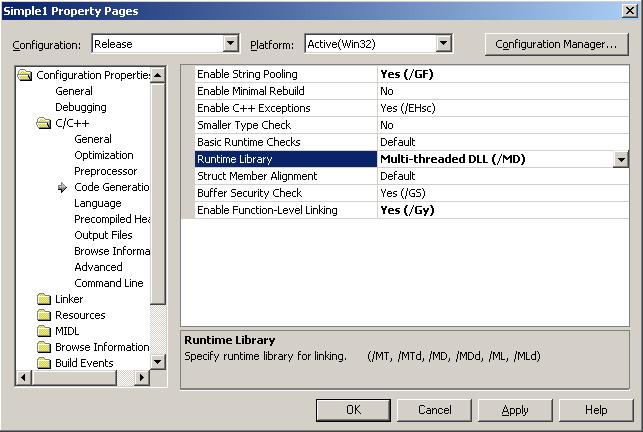 Simple1 Property Pages
Configuration: Release Platform: Active(Win32) Configuration Manager...
Configuration Properties
General
Debugging
C/C++
General
Optimization
Preprocessor
Code Generatio
Language
Precompiled Hea
Output Files
Browse Informa
Advanced
Command Line
Linker
Resources
MIDL
Browse Information
Build Events
Enable String Pooling Yes (/GF)
Enable Minimal Rebuild No
Enable C++ Exceptions Yes (/EHsc)
Smaller Type Check No
Basic Runtime Checks Default
Runtime Library Multi-threaded DLL (/MD)
Struct Member Alignment Default
Buffer Security Check Yes (/GS)
Enable Function-Level Linking Yes (/Gy)
Runtime Library
Specify runtime library for linking. (/MT, /MTd, /MD, /MDd, /ML, /MLd)
OK Cancel Apply Help